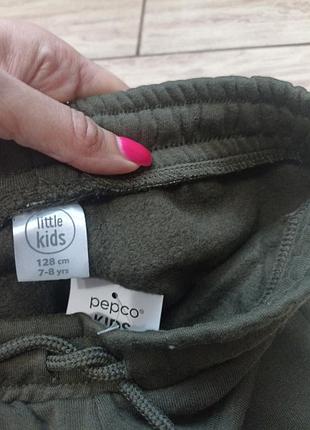 little
kids
128 cm
7-8 yrs
pepco®
KIDS